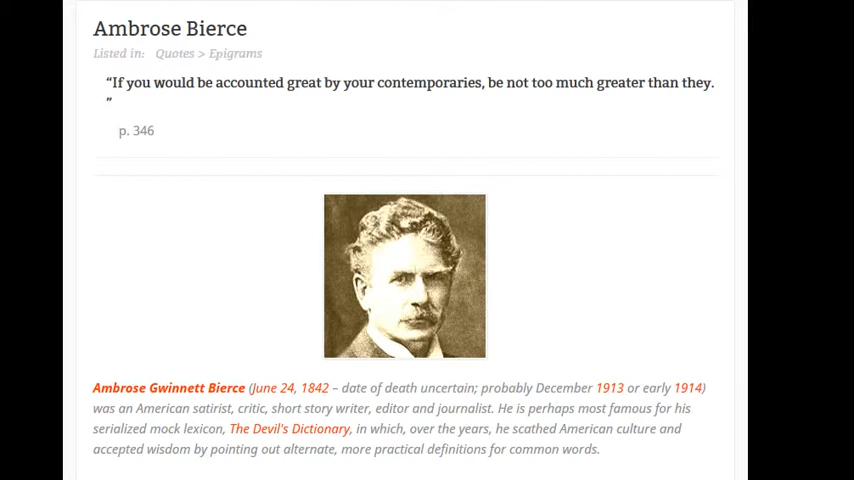 Ambrose Bierce
Listed in: Quotes > Epigrams
“If you would be accounted great by your contemporaries, be not too much greater than they.
”
p. 346
Ambrose Gwinnett Bierce (June 24, 1842 – date of death uncertain; probably December 1913 or early 1914)
was an American satirist, critic, short story writer, editor and journalist. He is perhaps most famous for his
serialized mock lexicon, The Devil's Dictionary, in which, over the years, he scathed American culture and
accepted wisdom by pointing out alternate, more practical definitions for common words.